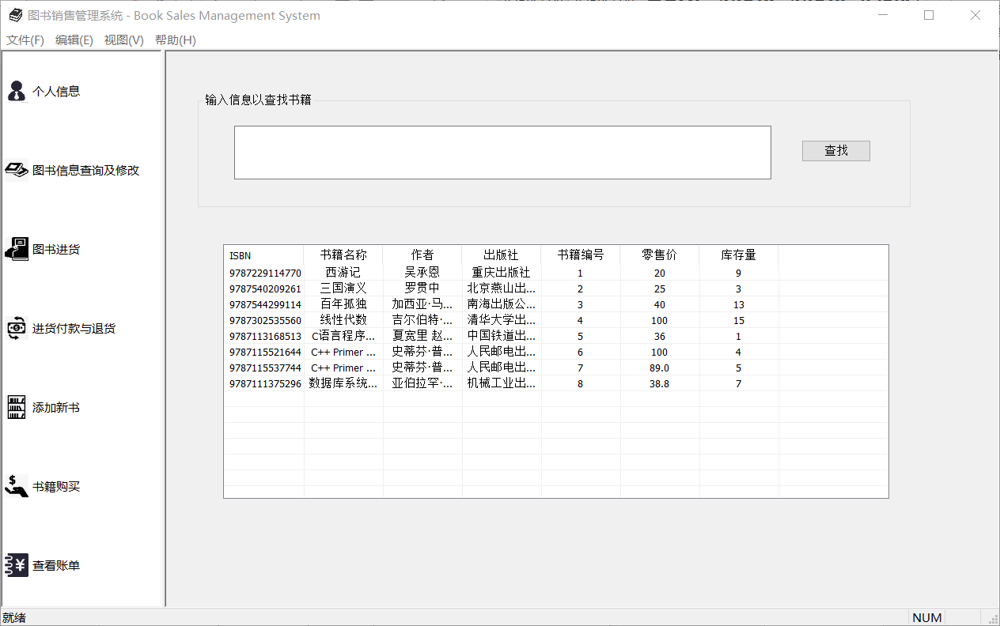 图书销售管理系统 - Book Sales Management System
文件(F) 编辑(E) 视图(V) 帮助(H)
个人信息
图书信息查询及修改
图书进货
进货付款与退货
添加新书
书籍购买
查看账单
输入信息以查找书籍
查找
ISBN 书籍名称 作者 出版社 书籍编号 零售价 库存量
9787229114770 西游记 吴承恩 重庆出版社 1 20 9
9787540209261 三国演义 罗贯中 北京燕山出... 2 25 3
9787544299114 百年孤独 加西亚·马... 南海出版公... 3 40 13
9787302535560 线性代数 吉尔伯特·... 清华大学出... 4 100 15
9787113168513 C语言程序... 夏宽里 赵... 中国铁道出... 5 36 1
9787115521644 C++ Primer ... 史蒂芬·普... 人民邮电出... 6 100 4
9787115537744 C++ Primer ... 史蒂芬·普... 人民邮电出... 7 89.0 5
9787111375296 数据库系统... 亚伯拉罕·... 机械工业出... 8 38.8 7
就绪 NUM